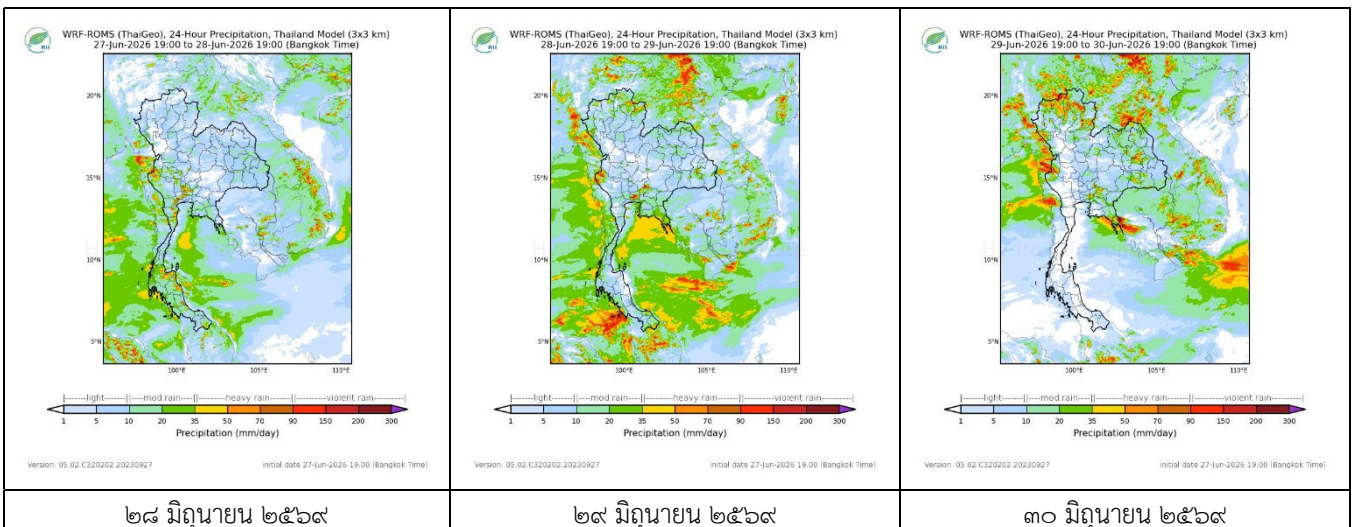 WRF-ROMS (ThaiGeo), 24-Hour Precipitation, Thailand Model (3x3 km)
27-Jun-2026 19:00 to 28-Jun-2026 19:00 (Bangkok Time)
HII
20°N
15°N
10°N
5°N
100°E 105°E 110°E
|-------light-------||----mod rain----||--------heavy rain-------||-------violent rain--------|
1 5 10 20 35 50 70 90 150 200 300
Precipitation (mm/day)
Version: 05.02.C320202.20230927 initial date 27-Jun-2026 19:00 (Bangkok Time)
๒๘ มิถุนายน ๒๕๖๙
WRF-ROMS (ThaiGeo), 24-Hour Precipitation, Thailand Model (3x3 km)
28-Jun-2026 19:00 to 29-Jun-2026 19:00 (Bangkok Time)
HII
20°N
15°N
10°N
5°N
100°E 105°E 110°E
|-------light-------||----mod rain----||--------heavy rain-------||-------violent rain--------|
1 5 10 20 35 50 70 90 150 200 300
Precipitation (mm/day)
Version: 05.02.C320202.20230927 initial date 27-Jun-2026 19:00 (Bangkok Time)
๒๙ มิถุนายน ๒๕๖๙
WRF-ROMS (ThaiGeo), 24-Hour Precipitation, Thailand Model (3x3 km)
29-Jun-2026 19:00 to 30-Jun-2026 19:00 (Bangkok Time)
HII
20°N
15°N
10°N
5°N
100°E 105°E 110°E
|-------light-------||----mod rain----||--------heavy rain-------||-------violent rain--------|
1 5 10 20 35 50 70 90 150 200 300
Precipitation (mm/day)
Version: 05.02.C320202.20230927 initial date 27-Jun-2026 19:00 (Bangkok Time)
๓๐ มิถุนายน ๒๕๖๙